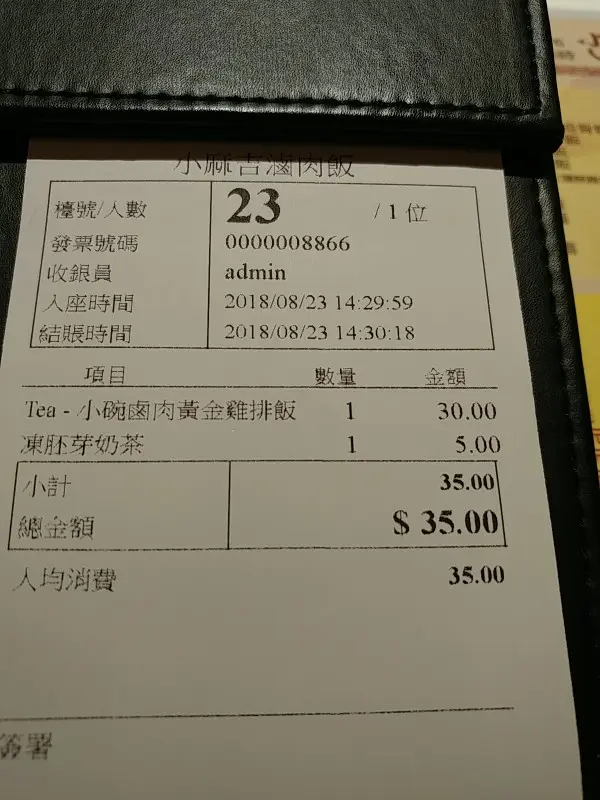 小麻吉滷肉飯
檯號/人數 23 / 1 位
發票號碼 0000008866
收銀員 admin
入座時間 2018/08/23 14:29:59
結賬時間 2018/08/23 14:30:18
項目 數量 金額
Tea - 小碗鹵肉黃金雞排飯 1 30.00
凍胚芽奶茶 1 5.00
小計 35.00
總金額 $ 35.00
人均消費 35.00
簽署